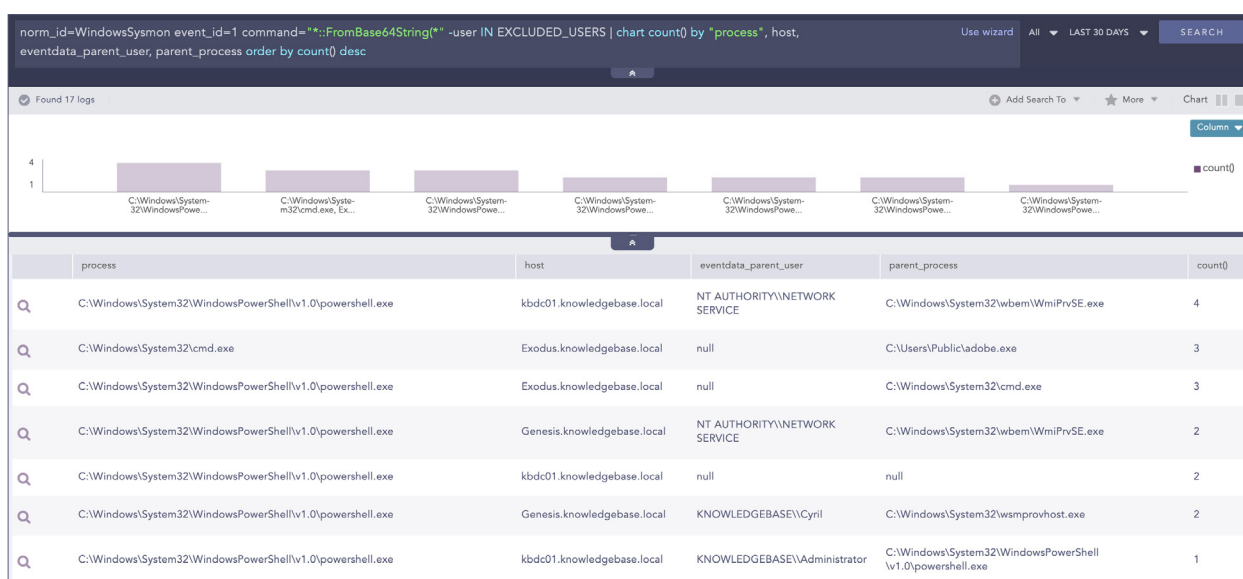 norm_id=WindowsSysmon event_id=1 command="*::FromBase64String(*" -user IN EXCLUDED_USERS | chart count() by "process", host,
eventdata_parent_user, parent_process order by count() desc
Use wizard All LAST 30 DAYS SEARCH
Found 17 logs
Add Search To More Chart
Column
4
1
count()
C:\Windows\System-
32\WindowsPowe...
C:\Windows\Syste-
m32\cmd.exe, Ex...
C:\Windows\System-
32\WindowsPowe...
C:\Windows\System-
32\WindowsPowe...
C:\Windows\System-
32\WindowsPowe...
C:\Windows\System-
32\WindowsPowe...
C:\Windows\System-
32\WindowsPowe...
process host eventdata_parent_user parent_process count()
C:\Windows\System32\WindowsPowerShell\v1.0\powershell.exe kbdc01.knowledgebase.local NT AUTHORITY\\NETWORK
SERVICE C:\Windows\System32\wbem\WmiPrvSE.exe 4
C:\Windows\System32\cmd.exe Exodus.knowledgebase.local null C:\Users\Public\adobe.exe 3
C:\Windows\System32\WindowsPowerShell\v1.0\powershell.exe Exodus.knowledgebase.local null C:\Windows\System32\cmd.exe 3
C:\Windows\System32\WindowsPowerShell\v1.0\powershell.exe Genesis.knowledgebase.local NT AUTHORITY\\NETWORK
SERVICE C:\Windows\System32\wbem\WmiPrvSE.exe 2
C:\Windows\System32\WindowsPowerShell\v1.0\powershell.exe kbdc01.knowledgebase.local null null 2
C:\Windows\System32\WindowsPowerShell\v1.0\powershell.exe Genesis.knowledgebase.local KNOWLEDGEBASE\\Cyril C:\Windows\System32\wsmprovhost.exe 2
C:\Windows\System32\WindowsPowerShell\v1.0\powershell.exe kbdc01.knowledgebase.local KNOWLEDGEBASE\\Administrator C:\Windows\System32\WindowsPowerShell
\v1.0\powershell.exe 1